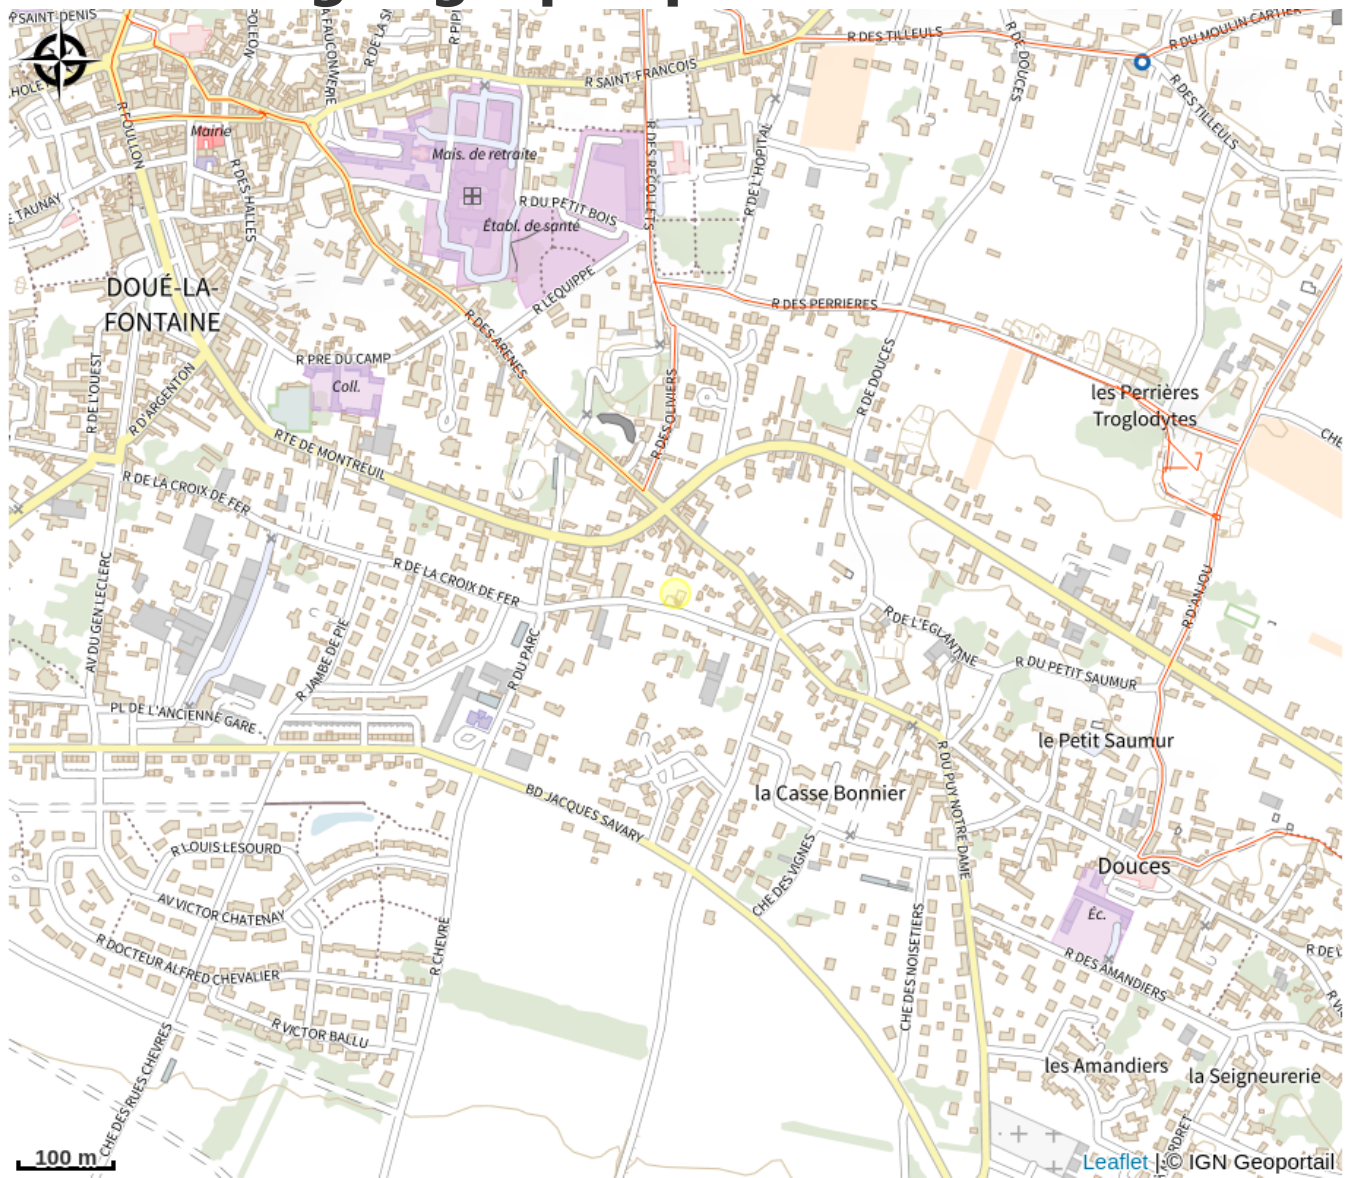 R SAINT-DENIS
R DE LA FAUCONNERIE
R DES TILLEULS
R DU MOULIN CARTIER
R DE DOUCES
R SAINT-FRANCOIS
R DES TILLEULS
R FOULLON
Mairie
R DES HALLES
Mais. de retraite
R DES RECOLLETS
R DE L'HOPITAL
TAUNAY
R DU PETIT BOIS
Établ. de santé
R LEQUIPPE
DOUÉ-LA-
FONTAINE
R DES PERRIERES
R DES ARENES
R PRE DU CAMP
Coll.
R DE L'OUEST
R D'ARGENTON
R DES OLIVIERS
R DE DOUCES
les Perrières
Troglodytes
RTE DE MONTREUIL
R DE LA CROIX DE FER
R DE LA CROIX DE FER
AV DU GEN LECLERC
R JAMBE DE PIE
R DU PARC
R D'ANJOU
R DE L'EGLANTINE
R DU PETIT SAUMUR
PL DE L'ANCIENNE GARE
le Petit Saumur
R DU PUY NOTRE DAME
la Casse Bonnier
BD JACQUES SAVARY
R LOUIS LESOURD
CHE DES VIGNES
Douces
AV VICTOR CHATENAY
Éc.
R DOCTEUR ALFRED CHEVALIER
R CHEVRE
CHE DES NOISETIERS
R DES AMANDIERS
R VICTOR BALLU
CHE DES RUES CHEVRES
les Amandiers
la Seigneurerie
100 m
Leaflet | © IGN Geoportail